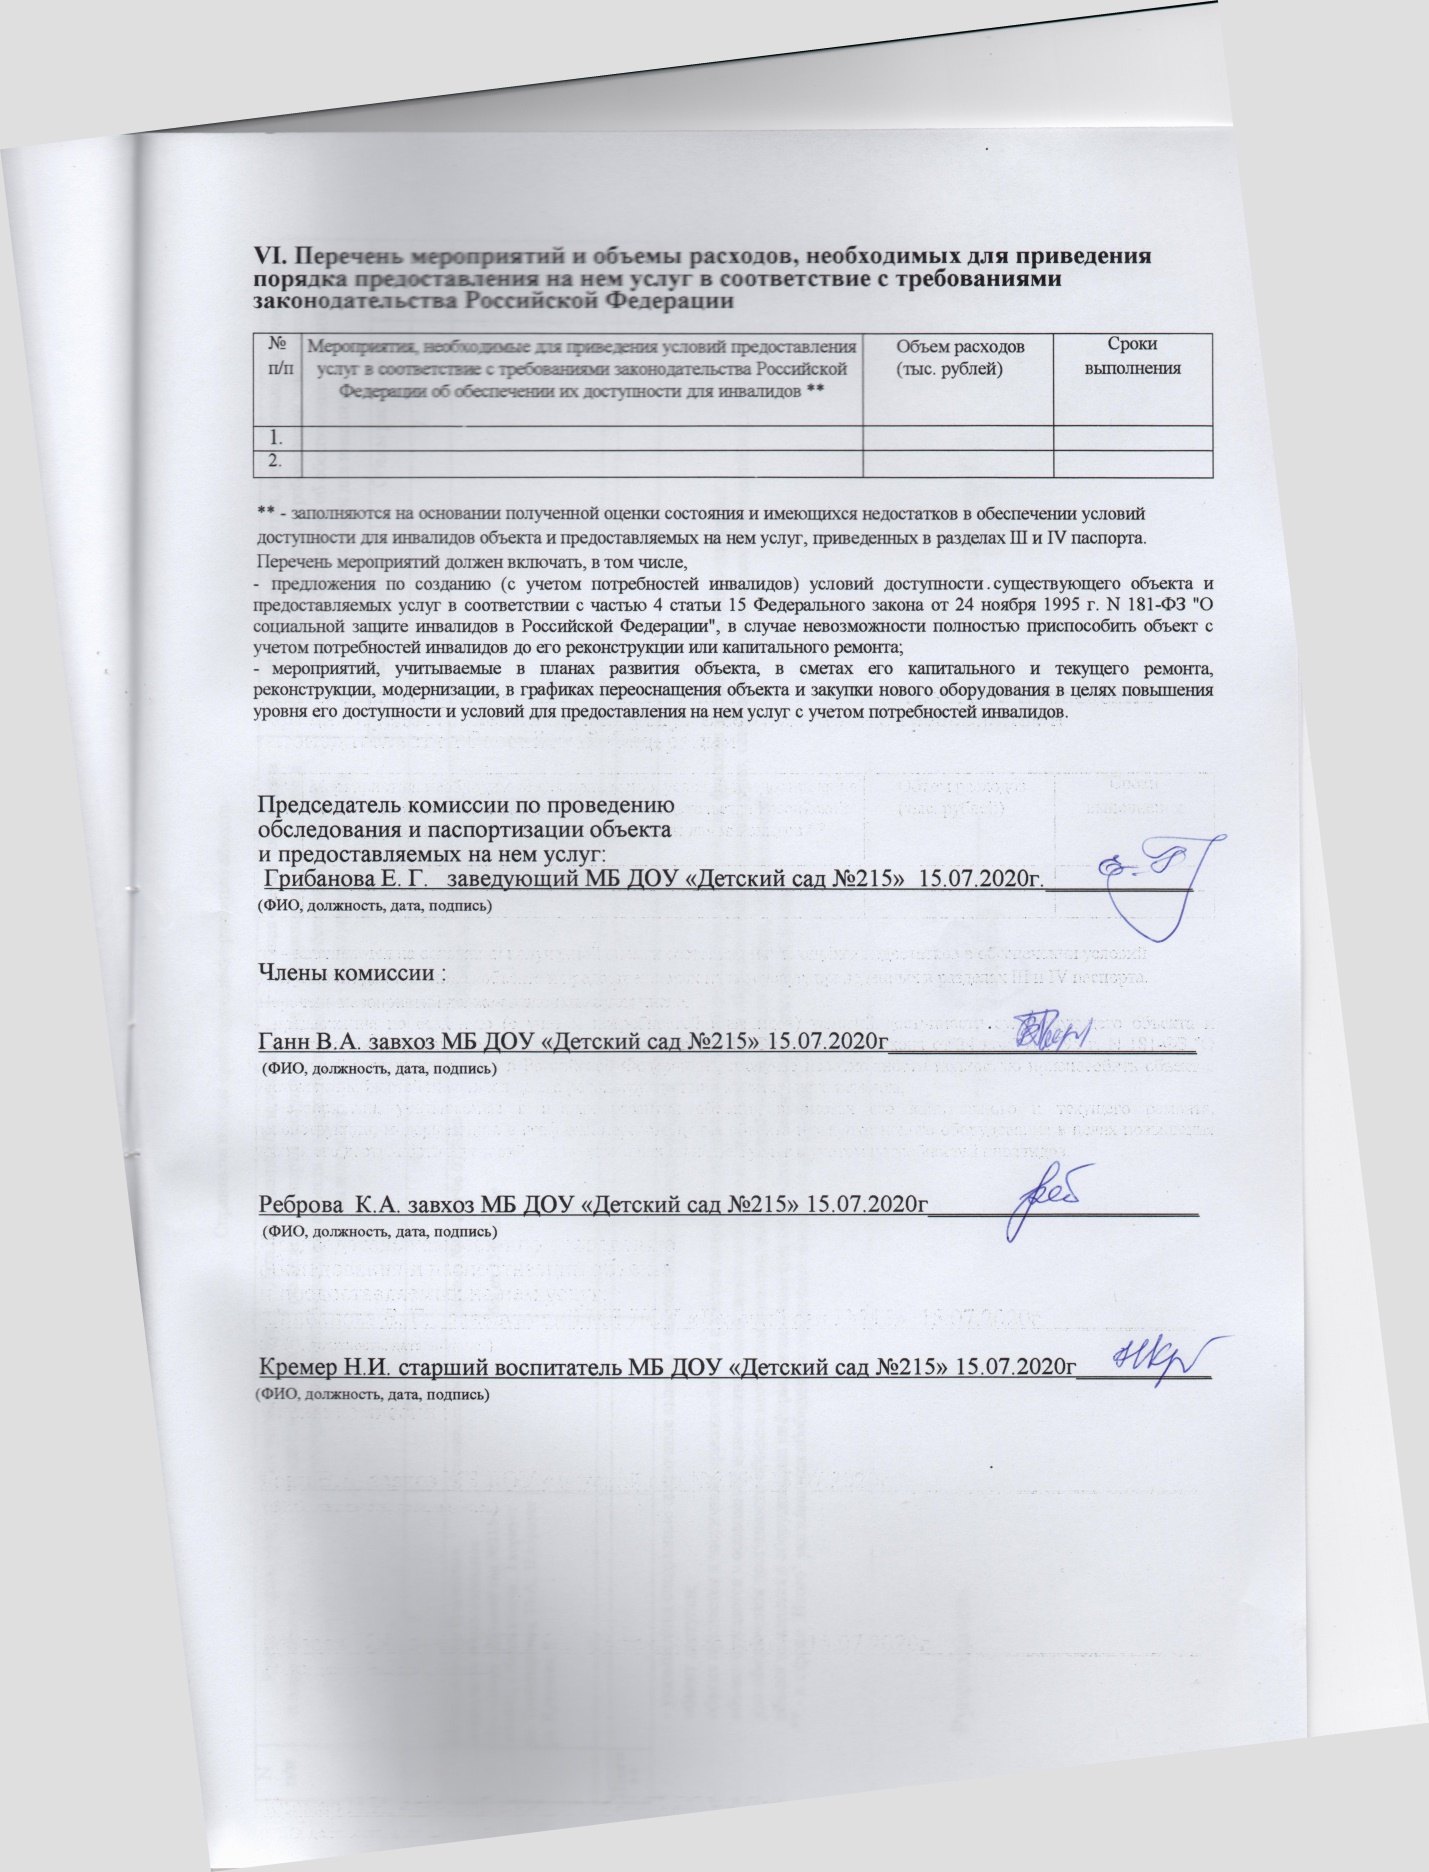 VI. Перечень мероприятий и объемы расходов, необходимых для приведения
порядка предоставления на нем услуг в соответствие с требованиями
законодательства Российской Федерации
№ п/п
Мероприятия, необходимые для приведения условий предоставления
услуг в соответствие с требованиями законодательства Российской
Федерации об обеспечении их доступности для инвалидов **
Объем расходов
(тыс. рублей)
Сроки
выполнения
1.
2.
** - заполняются на основании полученной оценки состояния и имеющихся недостатков в обеспечении условий
доступности для инвалидов объекта и предоставляемых на нем услуг, приведенных в разделах III и IV паспорта.
Перечень мероприятий должен включать, в том числе,
- предложения по созданию (с учетом потребностей инвалидов) условий доступности существующего объекта и
предоставляемых услуг в соответствии с частью 4 статьи 15 Федерального закона от 24 ноября 1995 г. N 181-ФЗ "О
социальной защите инвалидов в Российской Федерации", в случае невозможности полностью приспособить объект с
учетом потребностей инвалидов до его реконструкции или капитального ремонта;
- мероприятий, учитываемые в планах развития объекта, в сметах его капитального и текущего ремонта,
реконструкции, модернизации, в графиках переоснащения объекта и закупки нового оборудования в целях повышения
уровня его доступности и условий для предоставления на нем услуг с учетом потребностей инвалидов.
Председатель комиссии по проведению
обследования и паспортизации объекта
и предоставляемых на нем услуг:
Грибанова Е. Г. заведующий МБ ДОУ «Детский сад №215» 15.07.2020г.
(ФИО, должность, дата, подпись)
Члены комиссии :
Ганн В.А. завхоз МБ ДОУ «Детский сад №215» 15.07.2020г
(ФИО, должность, дата, подпись)
Реброва К.А. завхоз МБ ДОУ «Детский сад №215» 15.07.2020г
(ФИО, должность, дата, подпись)
Кремер Н.И. старший воспитатель МБ ДОУ «Детский сад №215» 15.07.2020г
(ФИО, должность, дата, подпись)